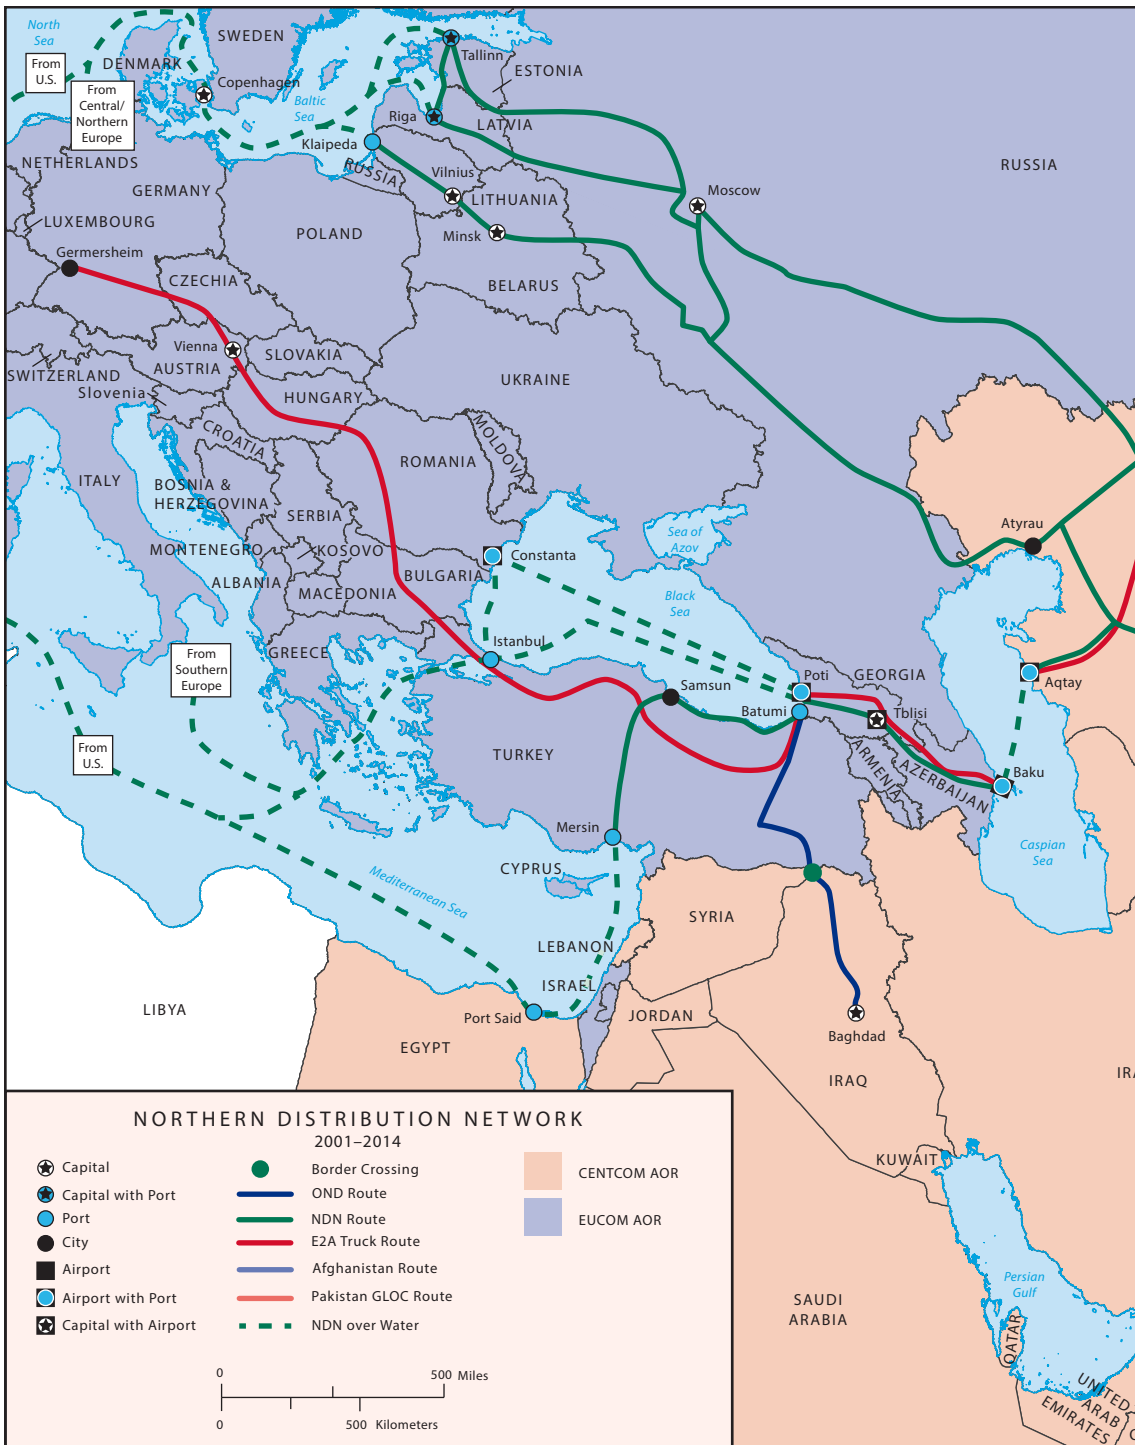 North
Sea
SWEDEN
DENMARK
From
U.S.
From
Central/
Northern
Europe
Copenhagen
Baltic
Sea
Tallinn
ESTONIA
Riga
LATVIA
Klaipeda
RUSSIA
Vilnius
LITHUANIA
Minsk
Moscow
RUSSIA
NETHERLANDS
GERMANY
LUXEMBOURG
Germersheim
POLAND
BELARUS
CZECHIA
Vienna
SLOVAKIA
AUSTRIA
SWITZERLAND
Slovenia
HUNGARY
UKRAINE
CROATIA
MOLDOVA
ROMANIA
ITALY
BOSNIA &
HERZEGOVINA
SERBIA
MONTENEGRO
KOSOVO
ALBANIA
MACEDONIA
BULGARIA
Constanta
Sea of
Azov
Black
Sea
Atyrau
From
Southern
Europe
GREECE
Istanbul
Samsun
Poti
GEORGIA
Batumi
Tblisi
Aqtay
From
U.S.
TURKEY
ARMENIA
AZERBAIJAN
Baku
Mersin
CYPRUS
Caspian
Sea
Mediterranean Sea
SYRIA
LEBANON
ISRAEL
LIBYA
Port Said
JORDAN
EGYPT
Baghdad
IRAQ
IRA
KUWAIT
Persian
Gulf
SAUDI
ARABIA
QATAR
UNITED
ARAB
EMIRATES
NORTHERN DISTRIBUTION NETWORK
2001–2014
Capital
Capital with Port
Port
City
Airport
Airport with Port
Capital with Airport
Border Crossing
OND Route
NDN Route
E2A Truck Route
Afghanistan Route
Pakistan GLOC Route
NDN over Water
CENTCOM AOR
EUCOM AOR
0
500 Miles
0
500 Kilometers